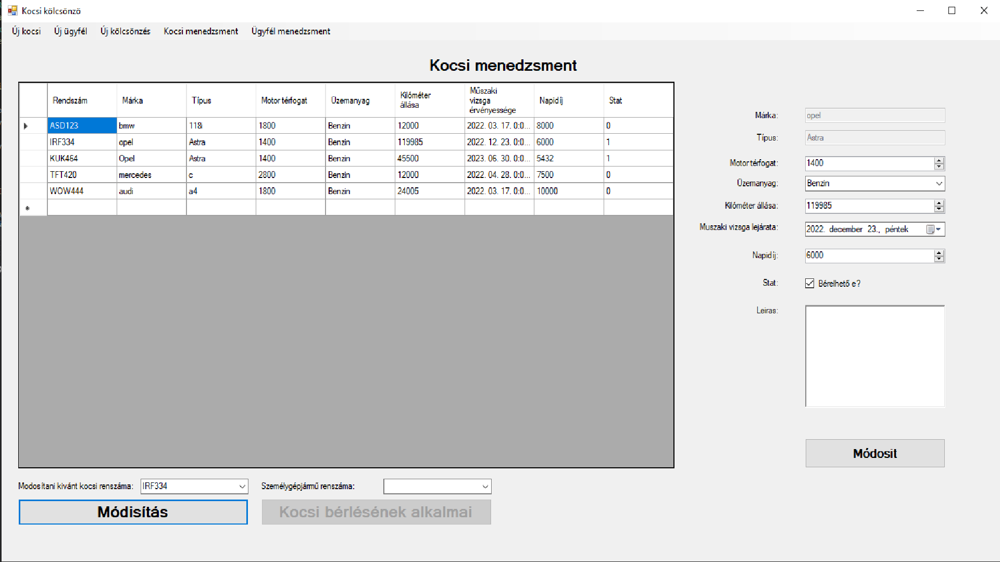 Kocsi kölcsönző
Új kocsi Új ügyfél Új kölcsönzés Kocsi menedzsment Ügyfél menedzsment
Kocsi menedzsment
Rendszám Márka Típus Motor térfogat Üzemanyag Kilóméter állása Műszaki vizsga érvényessége Napidíj Stat
ASD123 bmw 118i 1800 Benzin 12000 2022. 03. 17. 0:0... 8000 0
IRF334 opel Astra 1400 Benzin 119985 2022. 12. 23. 0:0... 6000 1
KUK464 Opel Astra 1400 Benzin 45500 2023. 06. 30. 0:0... 5432 1
TFT420 mercedes c 2800 Benzin 12000 2022. 04. 28. 0:0... 7500 0
WOW444 audi a4 1800 Benzin 24005 2022. 03. 17. 0:0... 10000 0
Márka: opel
Típus: Astra
Motor térfogat: 1400
Üzemanyag: Benzin
Kilóméter állása: 119985
Muszaki vizsga lejárata: 2022. december 23., péntek
Napidíj: 6000
Stat: Bérelhető e?
Leiras:
Módosit
Modosítani kivánt kocsi renszáma: IRF334 Személygépjármű renszáma:
Módisítás Kocsi bérlésének alkalmai